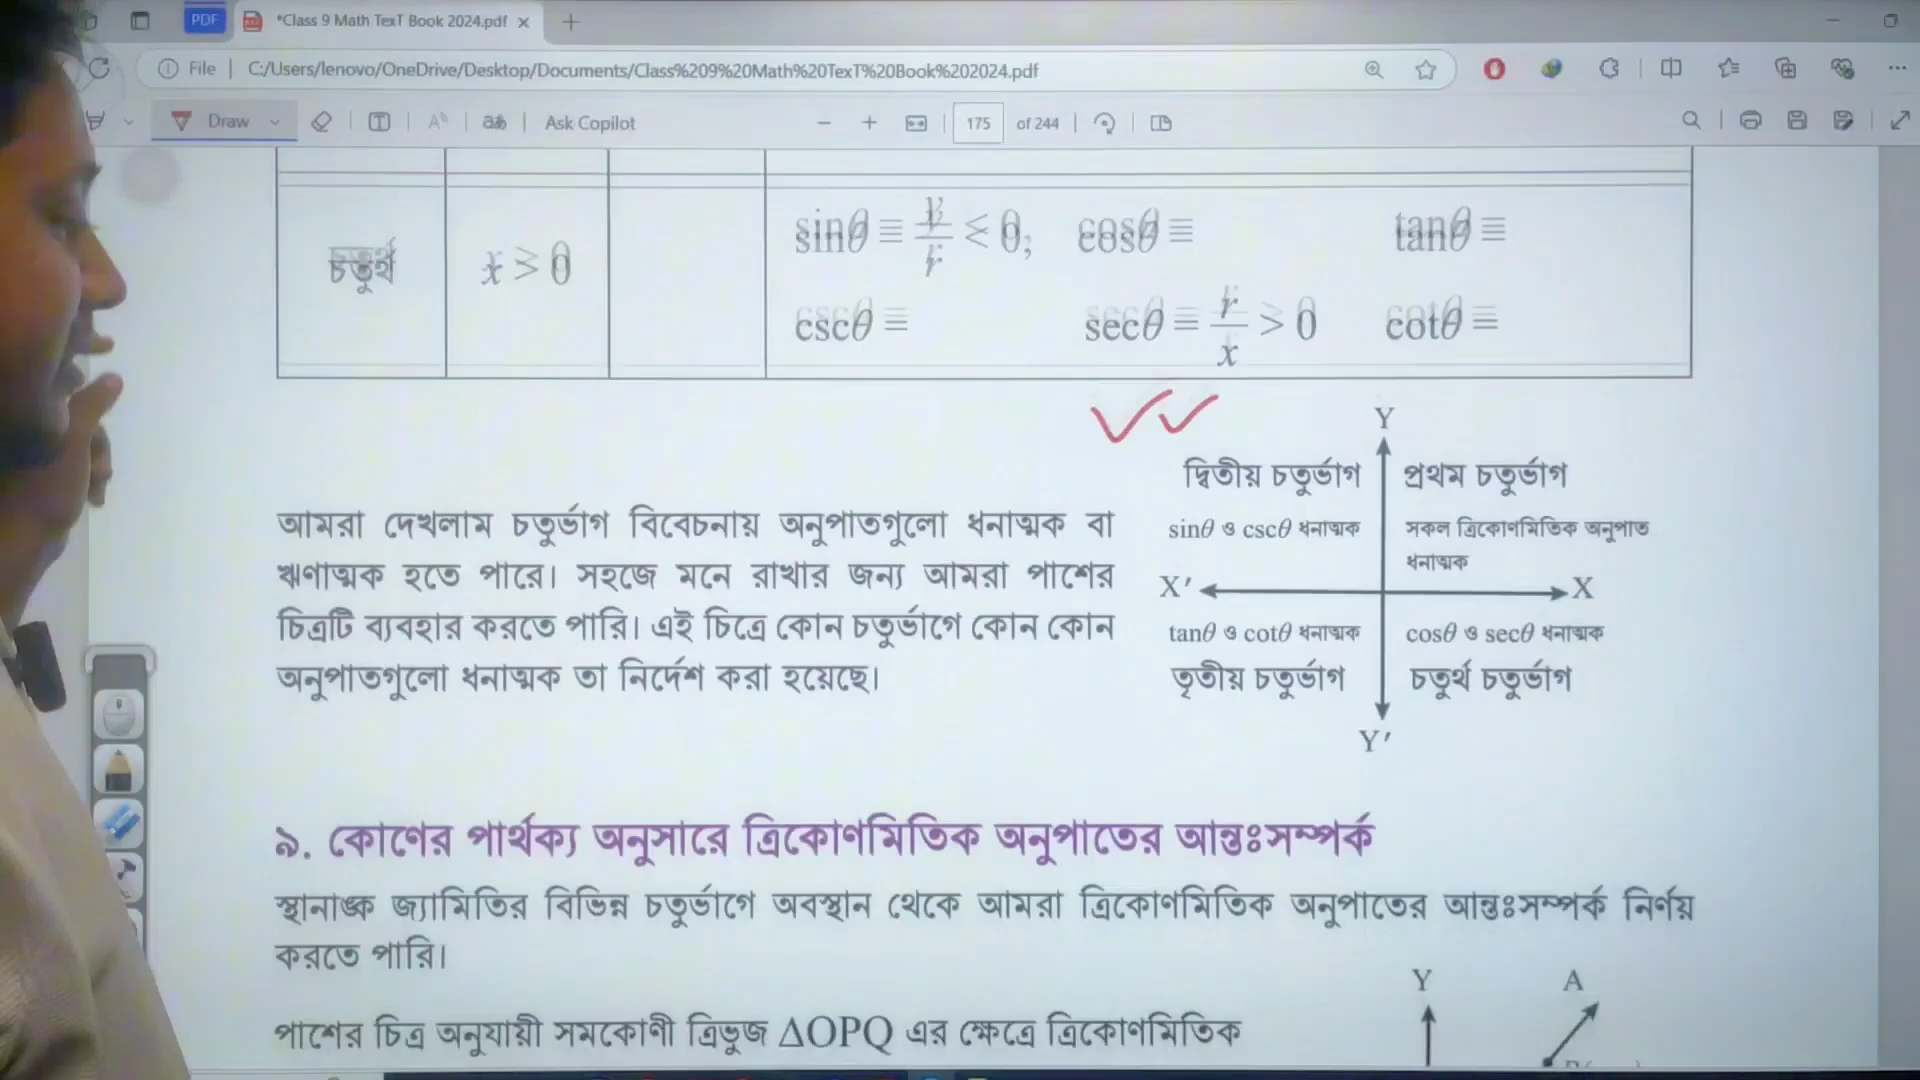 PDF
*Class 9 Math TexT Book 2024.pdf
File
C:/Users/lenovo/OneDrive/Desktop/Documents/Class%209%20Math%20TexT%20Book%202024.pdf
Draw
Ask Copilot
175 of 244
sinθ = y/r < 0, cosθ = tanθ =
চতুর্থ x > 0
cscθ = secθ = r/x > 0 cotθ =
Y
দ্বিতীয় চতুর্ভাগ প্রথম চতুর্ভাগ
sinθ ও cscθ ধনাত্মক সকল ত্রিকোণমিতিক অনুপাত
ধনাত্মক
X′ X
tanθ ও cotθ ধনাত্মক cosθ ও secθ ধনাত্মক
তৃতীয় চতুর্ভাগ চতুর্থ চতুর্ভাগ
Y′
আমরা দেখলাম চতুর্ভাগ বিবেচনায় অনুপাতগুলো ধনাত্মক বা
ঋণাত্মক হতে পারে। সহজে মনে রাখার জন্য আমরা পাশের
চিত্রটি ব্যবহার করতে পারি। এই চিত্রে কোন চতুর্ভাগে কোন কোন
অনুপাতগুলো ধনাত্মক তা নির্দেশ করা হয়েছে।
৯. কোণের পার্থক্য অনুসারে ত্রিকোণমিতিক অনুপাতের আন্তঃসম্পর্ক
স্থানাঙ্ক জ্যামিতির বিভিন্ন চতুর্ভাগে অবস্থান থেকে আমরা ত্রিকোণমিতিক অনুপাতের আন্তঃসম্পর্ক নির্ণয়
করতে পারি।
Y A
পাশের চিত্র অনুযায়ী সমকোণী ত্রিভুজ ΔOPQ এর ক্ষেত্রে ত্রিকোণমিতিক